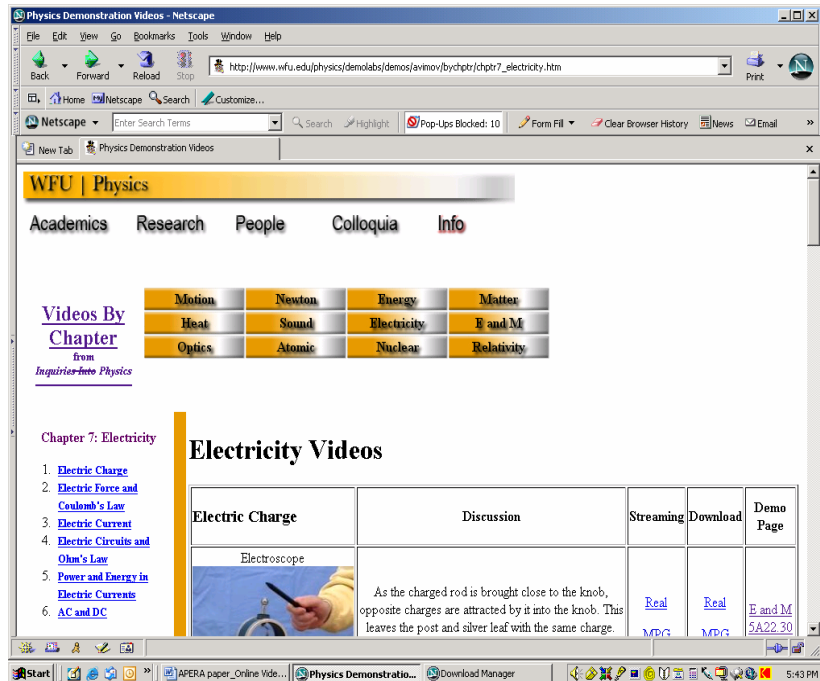 Physics Demonstration Videos - Netscape
File Edit View Go Bookmarks Tools Window Help
Back Forward Reload Stop http://www.wfu.edu/physics/demolabs/demos/avimov/bychptr/chptr7_electricity.htm Print N
Home Netscape Search Customize...
Netscape Enter Search Terms Search Highlight Pop-Ups Blocked: 10 Form Fill Clear Browser History News Email »
New Tab Physics Demonstration Videos x
WFU | Physics
Academics Research People Colloquia Info
Motion Newton Energy Matter
Heat Sound Electricity E and M
Optics Atomic Nuclear Relativity
Videos By
Chapter
from
Inquiries Into Physics
Chapter 7: Electricity
1. Electric Charge
2. Electric Force and
Coulomb's Law
3. Electric Current
4. Electric Circuits and
Ohm's Law
5. Power and Energy in
Electric Currents
6. AC and DC
Electricity Videos
Electric Charge Discussion Streaming Download Demo
Page
Electroscope
As the charged rod is brought close to the knob,
opposite charges are attracted by it into the knob. This
leaves the post and silver leaf with the same charge.
Real Real E and M
MPG MPG 5A22.30
Start » APERA paper_Online Vide... Physics Demonstratio... Download Manager 5:43 PM